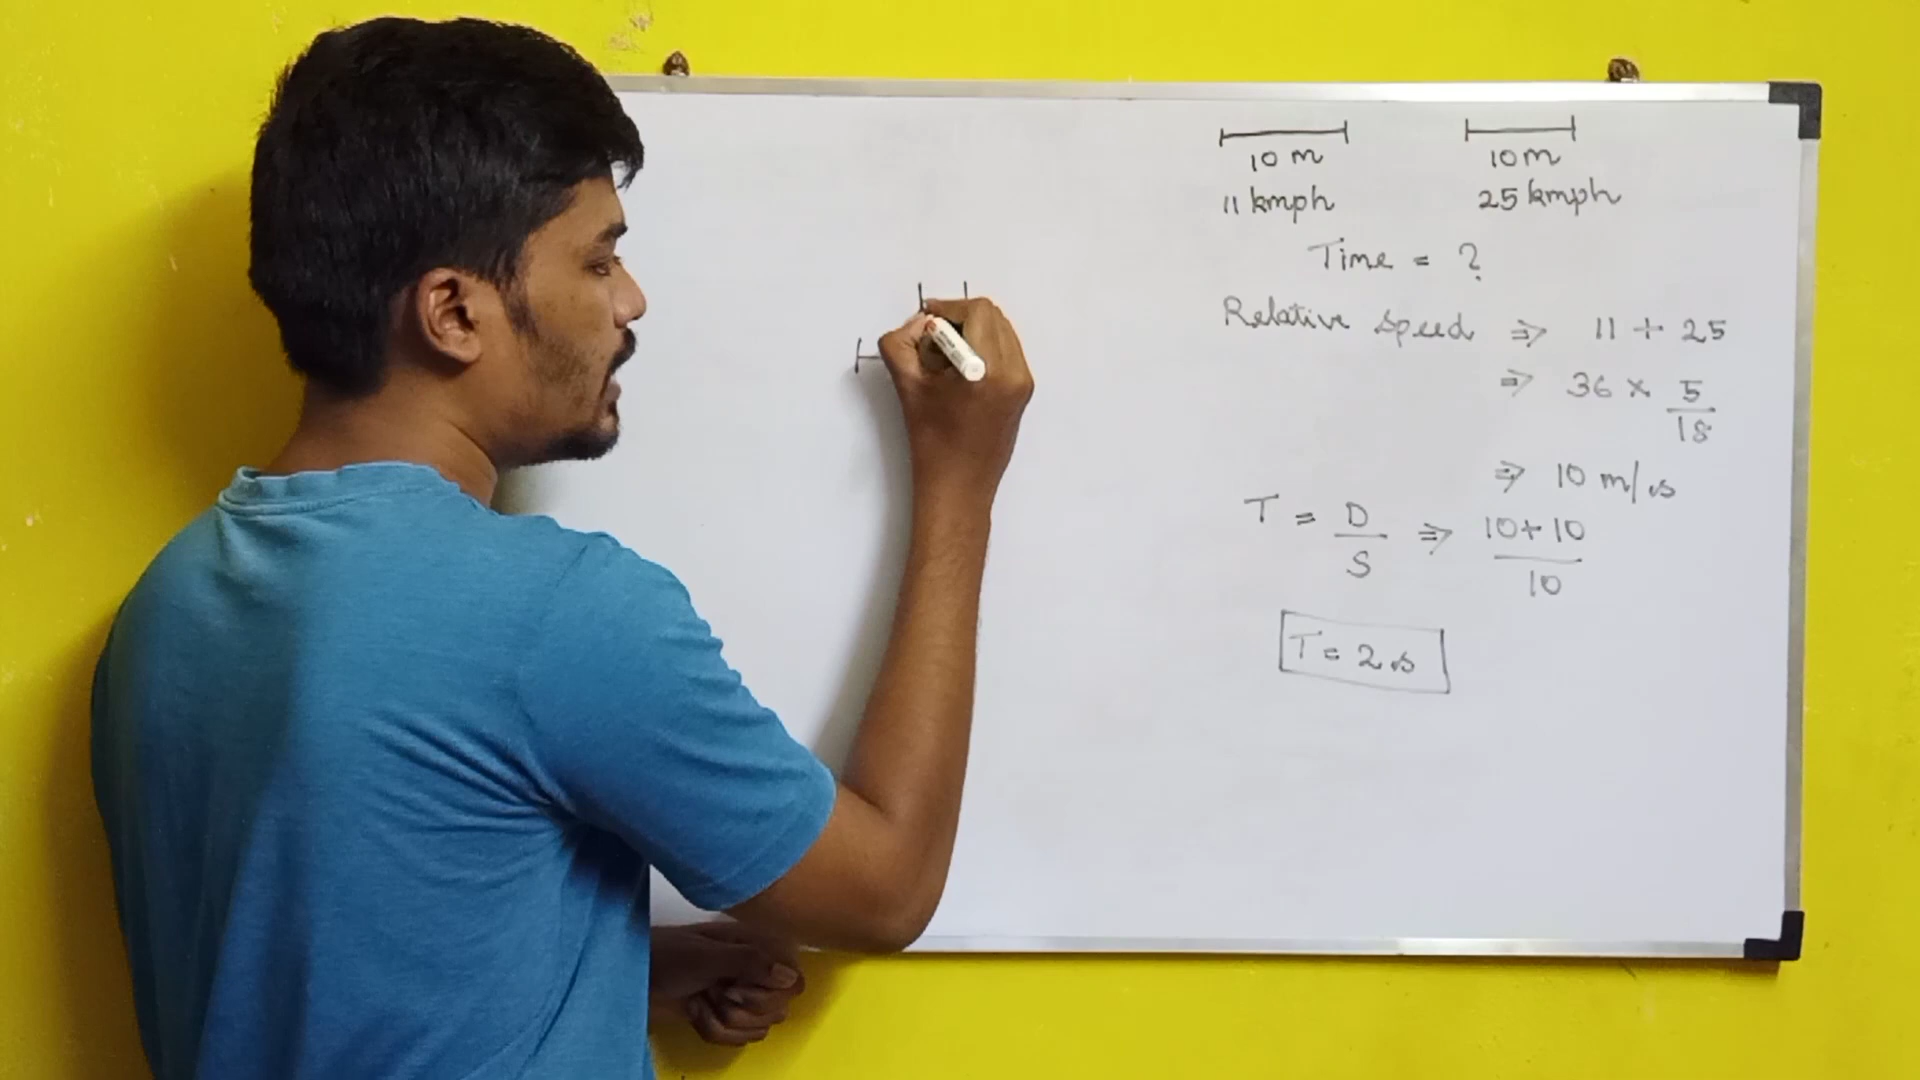 10 m 10 m
11 kmph 25 kmph
Time = ?
Relative speed ⇒ 11 + 25
⇒ 36 × 5/18
⇒ 10 m/s
T = D/S ⇒ 10+10/10
T = 2 s